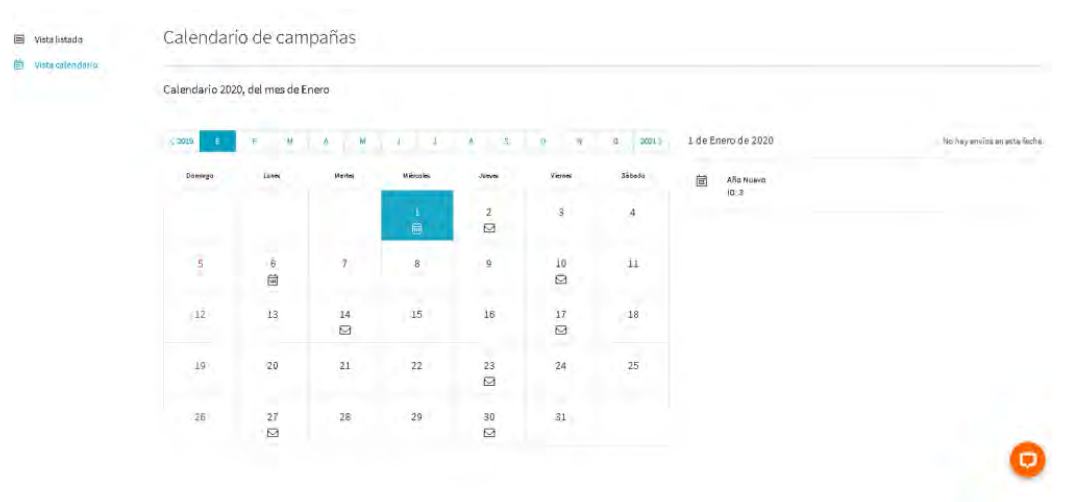 Vista listado
Vista calendario
Calendario de campañas
Calendario 2020, del mes de Enero
< 2019 E F M A M J J A S O N D 2021 >
Domingo Lunes Martes Miércoles Jueves Viernes Sábado
1 2 3 4
5 6 7 8 9 10 11
12 13 14 15 16 17 18
19 20 21 22 23 24 25
26 27 28 29 30 31
1 de Enero de 2020
No hay envíos en esta fecha
Año Nuevo
ID: 3